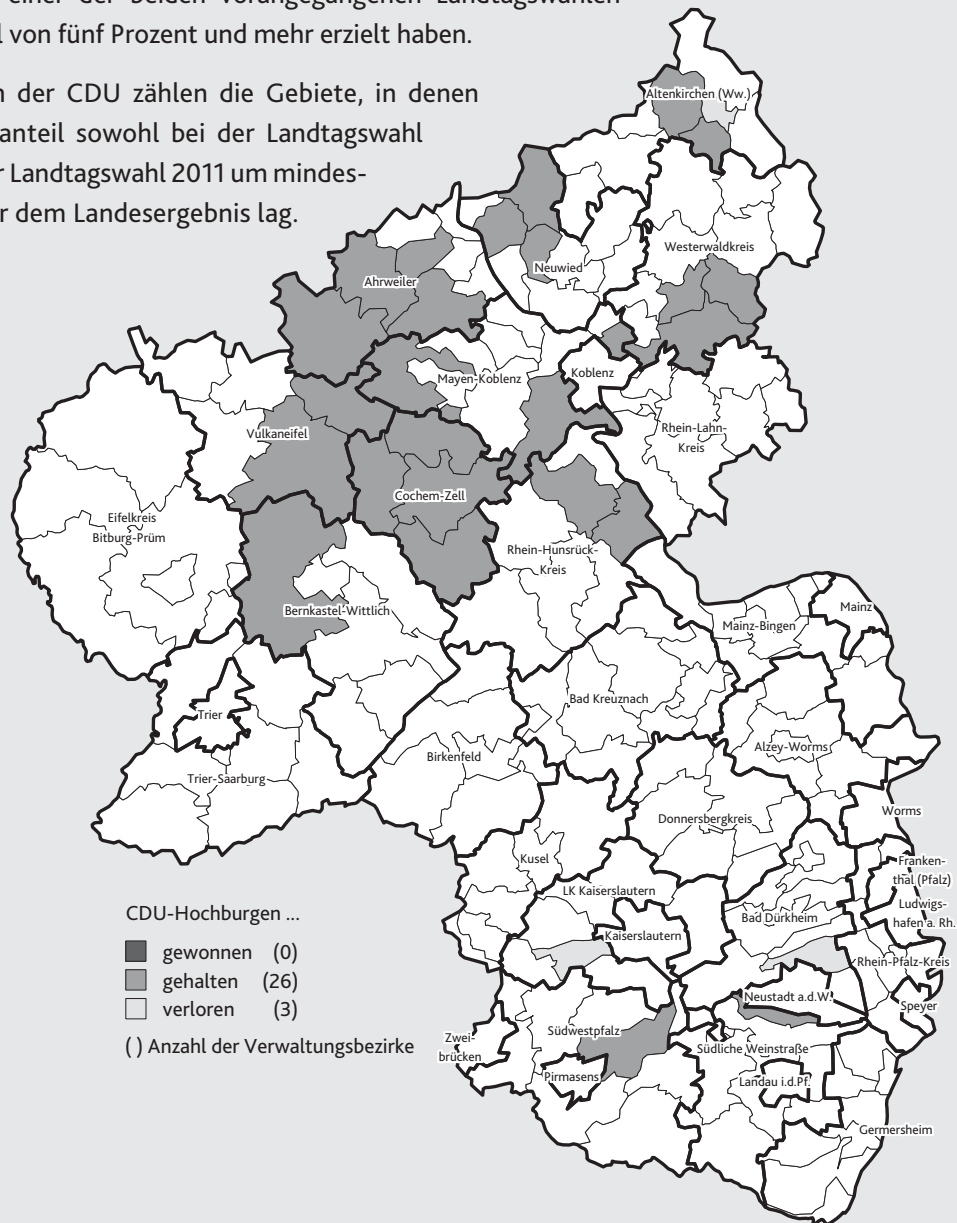 einer der beiden vorangegangenen Landtagswahlen
von fünf Prozent und mehr erzielt haben.
der CDU zählen die Gebiete, in denen
anteil sowohl bei der Landtagswahl
Landtagswahl 2011 um mindes-
dem Landesergebnis lag.
Altenkirchen (Ww.)
Westerwaldkreis
Neuwied
Ahrweiler
Mayen-Koblenz
Koblenz
Rhein-Lahn-
Kreis
Vulkaneifel
Cochem-Zell
Eifelkreis
Bitburg-Prüm
Rhein-Hunsrück-
Kreis
Bernkastel-Wittlich
Mainz
Mainz-Bingen
Bad Kreuznach
Trier
Alzey-Worms
Birkenfeld
Trier-Saarburg
Worms
Donnersbergkreis
Kusel
Franken-
thal (Pfalz)
LK Kaiserslautern
Ludwigs-
hafen a. Rh.
Bad Dürkheim
Kaiserslautern
Rhein-Pfalz-Kreis
Neustadt a.d.W.
Speyer
Zwei-
brücken
Südwestpfalz
Südliche Weinstraße
Pirmasens
Landau i.d.Pf.
Germersheim
CDU-Hochburgen ...
gewonnen (0)
gehalten (26)
verloren (3)
( ) Anzahl der Verwaltungsbezirke